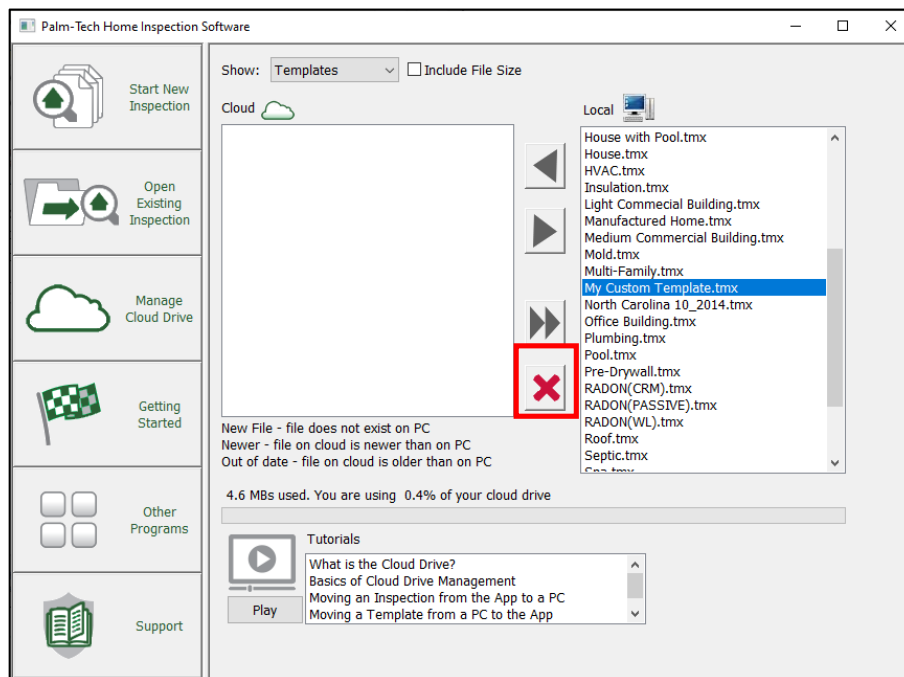 Palm-Tech Home Inspection Software
Start New
Inspection
Open
Existing
Inspection
Manage
Cloud Drive
Getting
Started
Other
Programs
Support
Show: Templates Include File Size
Cloud
Local
House with Pool.tmx
House.tmx
HVAC.tmx
Insulation.tmx
Light Commecial Building.tmx
Manufactured Home.tmx
Medium Commercial Building.tmx
Mold.tmx
Multi-Family.tmx
My Custom Template.tmx
North Carolina 10_2014.tmx
Office Building.tmx
Plumbing.tmx
Pool.tmx
Pre-Drywall.tmx
RADON(CRM).tmx
RADON(PASSIVE).tmx
RADON(WL).tmx
Roof.tmx
Septic.tmx
New File - file does not exist on PC
Newer - file on cloud is newer than on PC
Out of date - file on cloud is older than on PC
4.6 MBs used. You are using 0.4% of your cloud drive
Tutorials
What is the Cloud Drive?
Basics of Cloud Drive Management
Moving an Inspection from the App to a PC
Moving a Template from a PC to the App
Play